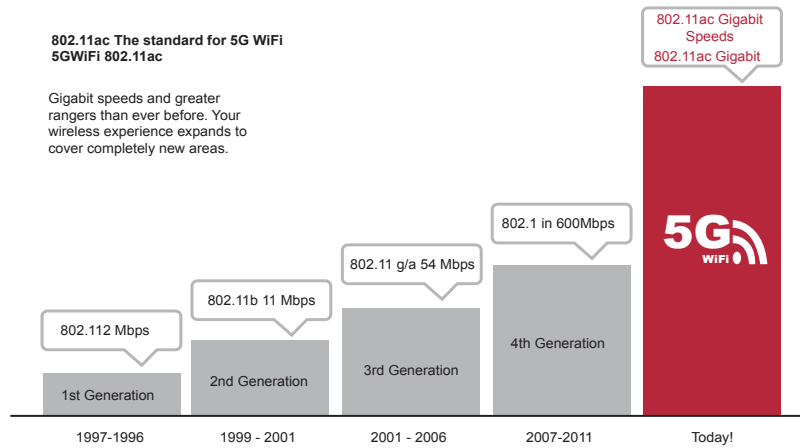 802.11ac The standard for 5G WiFi
5GWiFi 802.11ac
Gigabit speeds and greater
rangers than ever before. Your
wireless experience expands to
cover completely new areas.
802.11ac Gigabit
Speeds
802.11ac Gigabit
802.1 in 600Mbps
5G
WiFi
802.11 g/a 54 Mbps
802.11b 11 Mbps
802.112 Mbps
1st Generation
2nd Generation
3rd Generation
4th Generation
1997-1996
1999 - 2001
2001 - 2006
2007-2011
Today!